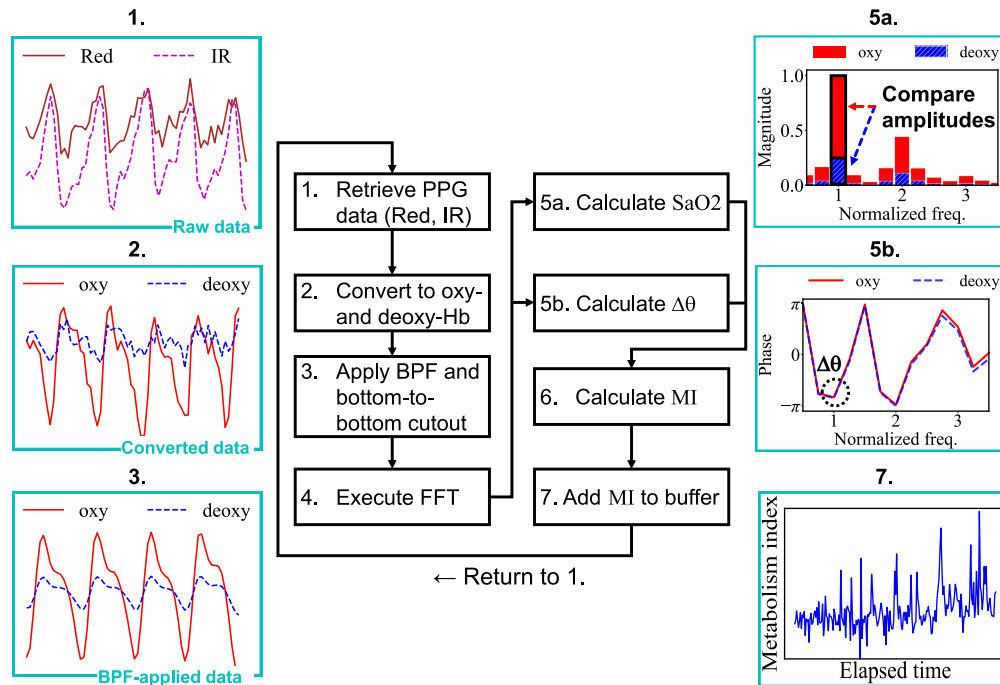 1.
Red IR
Raw data
2.
oxy deoxy
Converted data
3.
oxy deoxy
BPF-applied data
1. Retrieve PPG
data (Red, IR)
2. Convert to oxy-
and deoxy-Hb
3. Apply BPF and
bottom-to-
bottom cutout
4. Execute FFT
5a. Calculate SaO2
5b. Calculate Δθ
6. Calculate MI
7. Add MI to buffer
← Return to 1.
5a.
oxy deoxy
Magnitude
1.0
0.5
0.0
Compare
amplitudes
1 2 3
Normalized freq.
5b.
oxy deoxy
Phase
π
0
−π
Δθ
1 2 3
Normalized freq.
7.
Metabolism index
Elapsed time